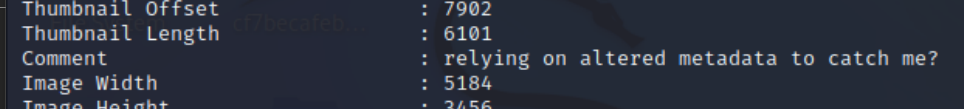 Thumbnail Offset : 7902
Thumbnail Length : 6101
Comment : relying on altered metadata to catch me?
Image Width : 5184
Image Height : 3456